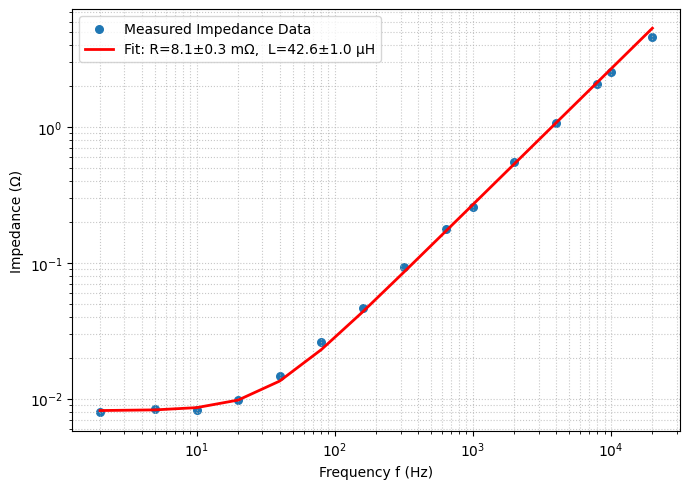 Measured Impedance Data
Fit: R=8.1±0.3 mΩ,  L=42.6±1.0 μH
Impedance (Ω)
10⁰
10⁻¹
10⁻²
10¹
10²
10³
10⁴
Frequency f (Hz)